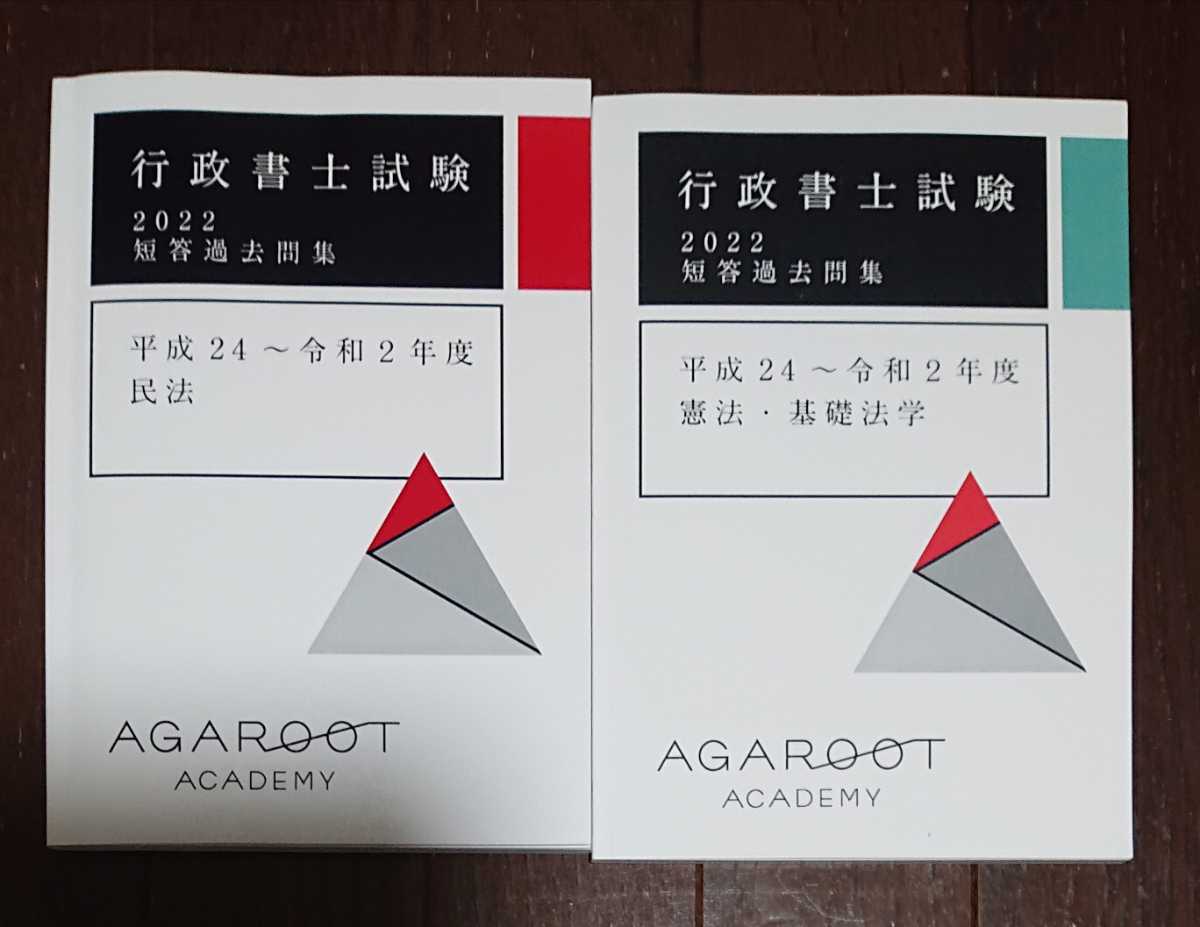 行政書士試験
2022
短答過去問集
平成24～令和2年度
民法
AGAROOT
ACADEMY
行政書士試験
2022
短答過去問集
平成24～令和2年度
憲法・基礎法学
AGAROOT
ACADEMY